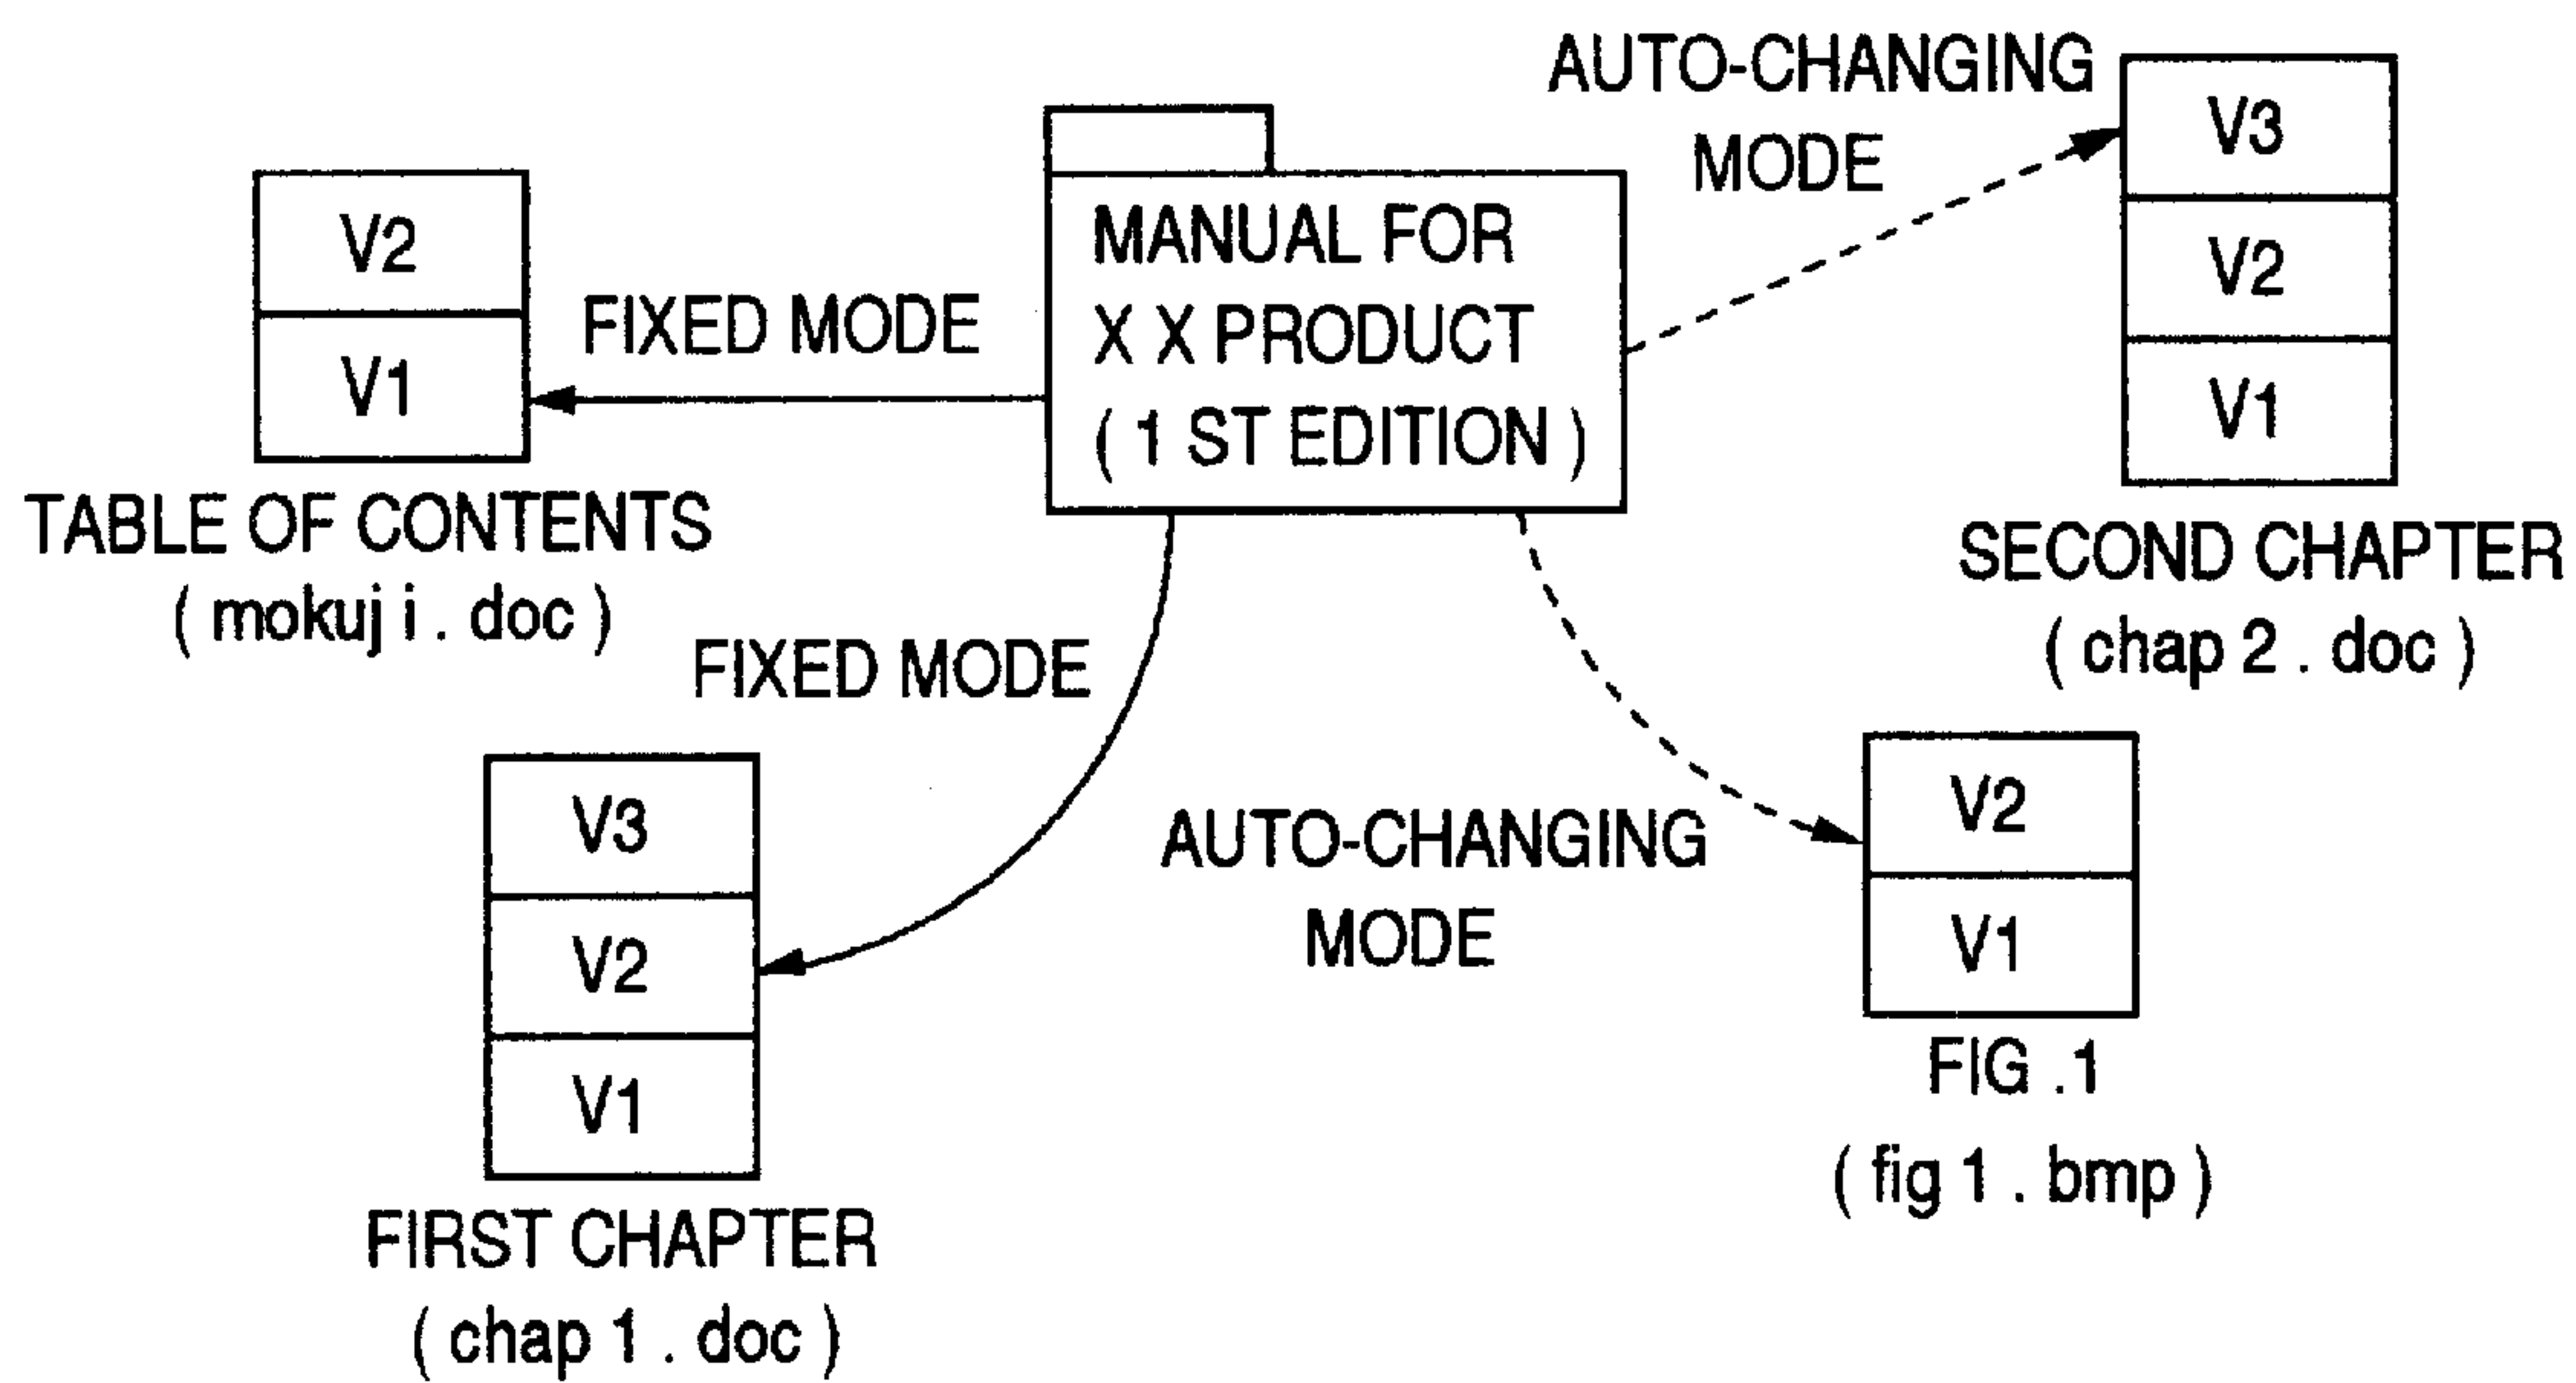 AUTO-CHANGING
MODE
V3
V2
V1
SECOND CHAPTER
( chap 2 . doc )
MANUAL FOR
X X PRODUCT
( 1 ST EDITION )
V2
V1
FIXED MODE
TABLE OF CONTENTS
( mokuj i . doc )
FIXED MODE
V3
V2
V1
FIRST CHAPTER
( chap 1 . doc )
AUTO-CHANGING
MODE
V2
V1
FIG .1
( fig 1 . bmp )